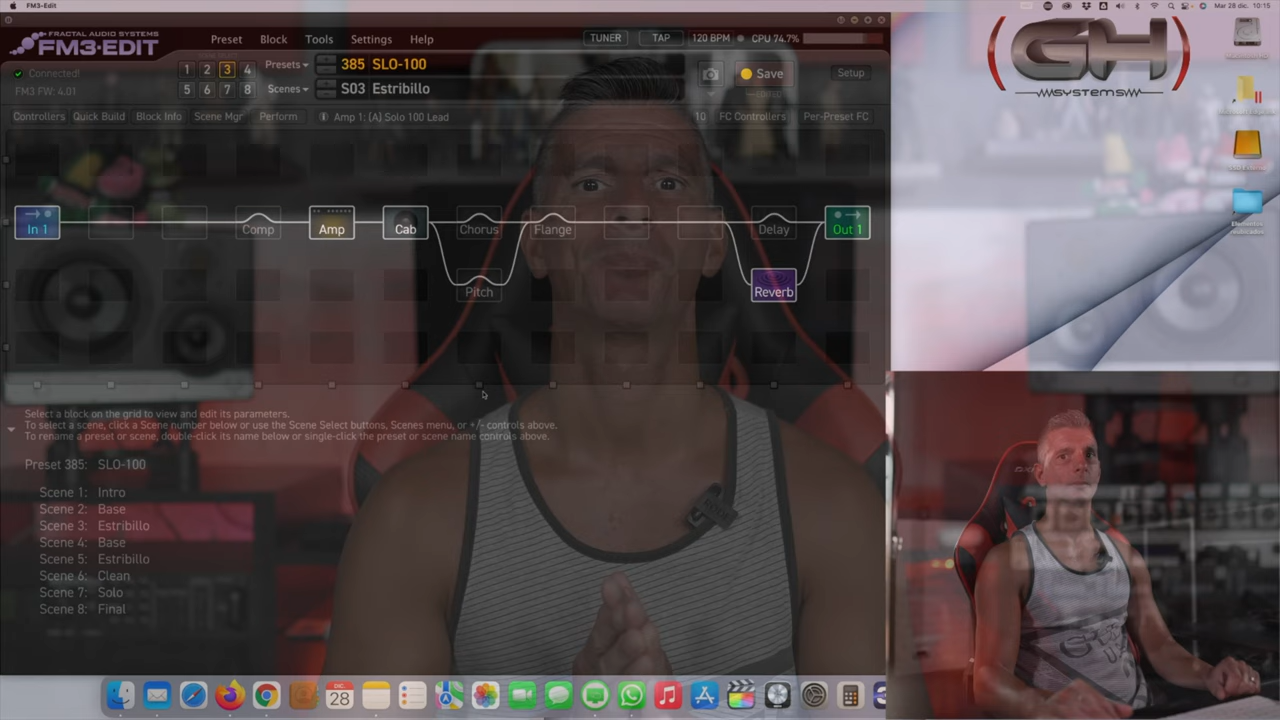 FM3-Edit
Mar 28 dic. 10:15
FRACTAL AUDIO SYSTEMS
FM3-EDIT
Preset Block Tools Settings Help
TUNER TAP 120 BPM CPU 74.7%
Connected!
FM3 FW: 4.01
1 2 3 4
5 6 7 8
Presets
Scenes
385 SLO-100
S03 Estribillo
Save
Setup
Controllers Quick Build Block Info Scene Mgr Perform
Amp 1: (A) Solo 100 Lead
10 FC Controllers Per-Preset FC
In 1 Comp Amp Cab Chorus Flange Delay Out 1
Pitch Reverb
Select a block on the grid to view and edit its parameters.
To select a scene, click a Scene number below or use the Scene Select buttons, Scenes menu, or +/- controls above.
To rename a preset or scene, double-click its name below or single-click the preset or scene name controls above.
Preset 385: SLO-100
Scene 1: Intro
Scene 2: Base
Scene 3: Estribillo
Scene 4: Base
Scene 5: Estribillo
Scene 6: Clean
Scene 7: Solo
Scene 8: Final
GH
SYSTEMS
DIC.
28